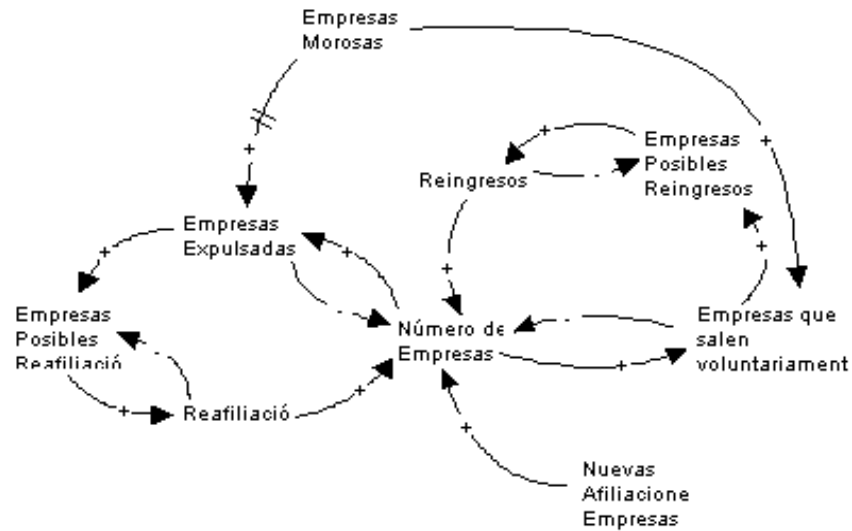 Empresas
Morosas
Empresas
Posibles
Reingresos
Reingresos
Empresas
Expulsadas
Empresas
Posibles
Reafiliació
Número de
Empresas
Empresas que
salen
voluntariament
Reafiliació
Nuevas
Afiliacione
Empresas